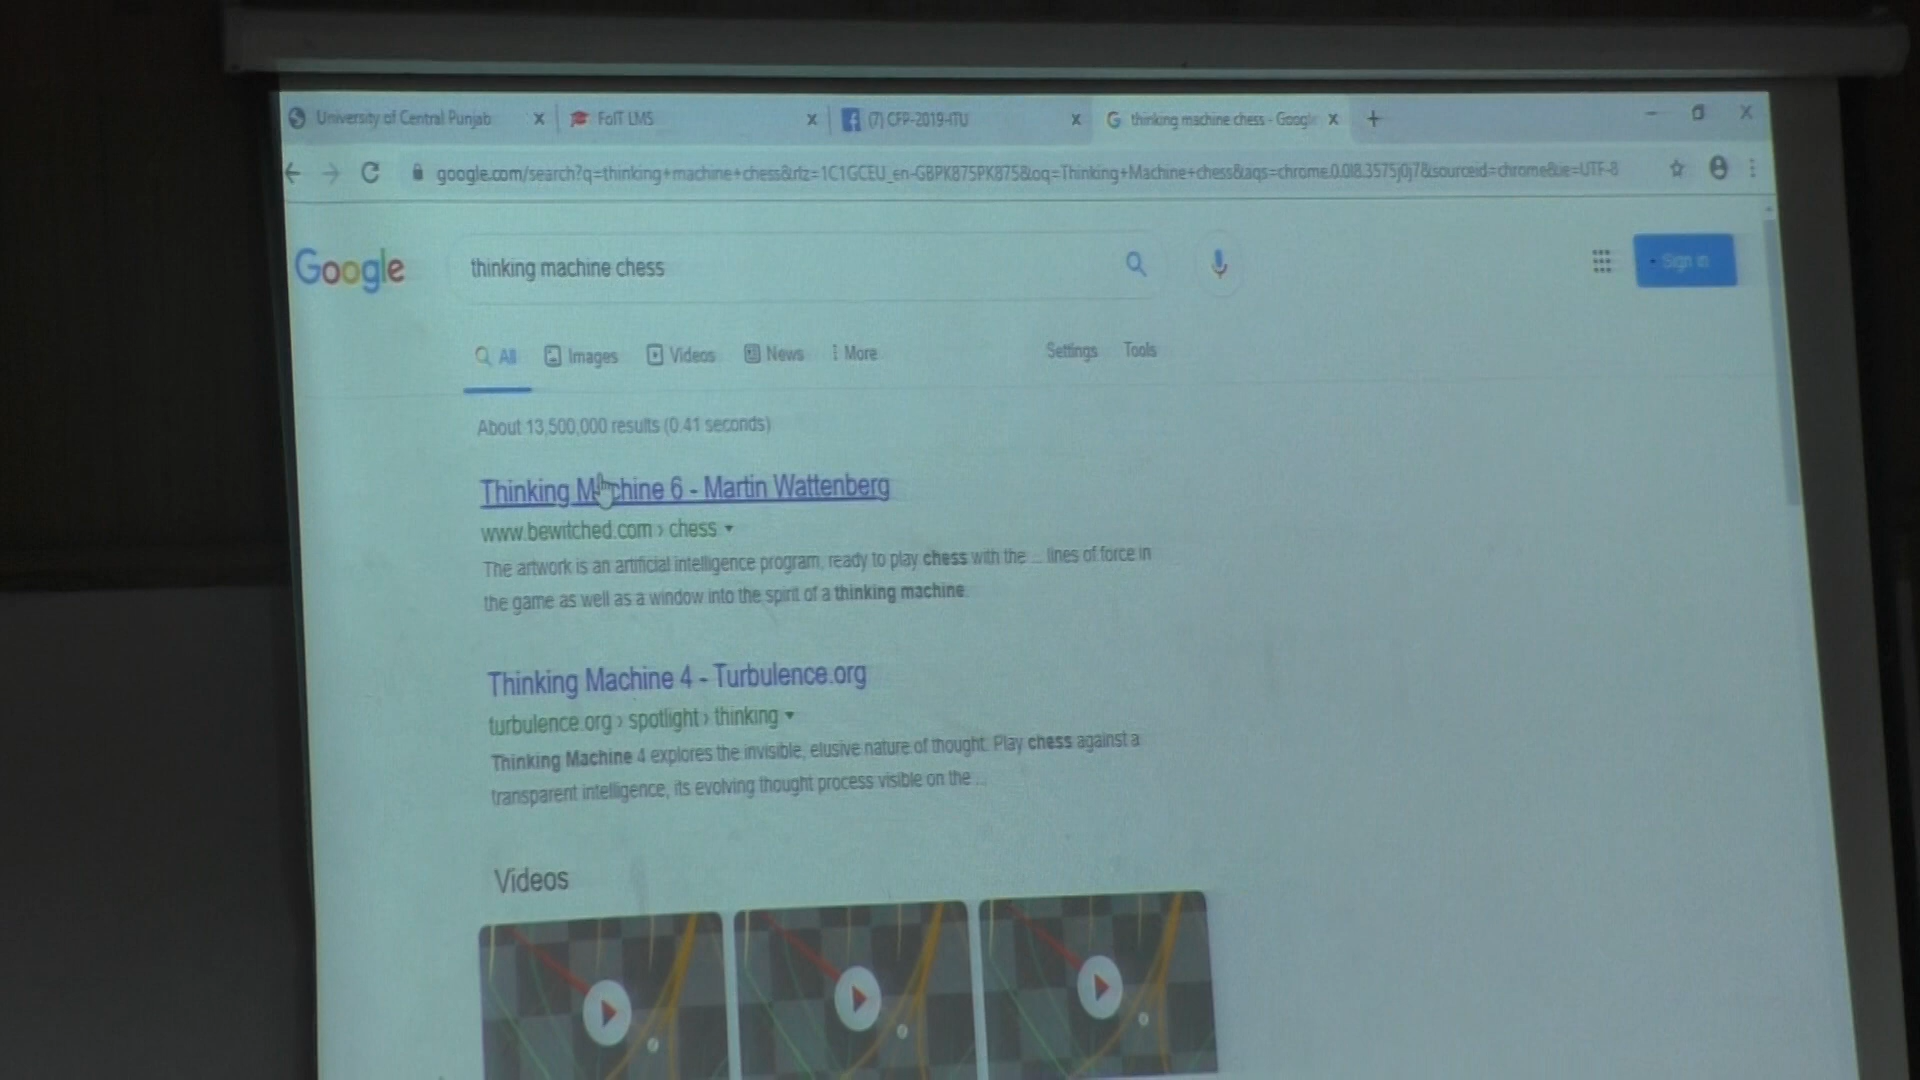 University of Central Punjab
FoIT LMS
(7) CFP-2019-ITU
thinking machine chess - Google
google.com/search?q=thinking+machine+chess&rlz=1C1GCEU_en-GBPK875PK875&oq=Thinking+Machine+chess&aqs=chrome.0.0l8.3575j0j7&sourceid=chrome&ie=UTF-8
Google
thinking machine chess
Sign in
All
Images
Videos
News
More
Settings
Tools
About 13,500,000 results (0.41 seconds)
Thinking Machine 6 - Martin Wattenberg
www.bewitched.com › chess
The artwork is an artificial intelligence program, ready to play chess with the ... lines of force in
the game as well as a window into the spirit of a thinking machine.
Thinking Machine 4 - Turbulence.org
turbulence.org › spotlight › thinking
Thinking Machine 4 explores the invisible, elusive nature of thought. Play chess against a
transparent intelligence, its evolving thought process visible on the ...
Videos